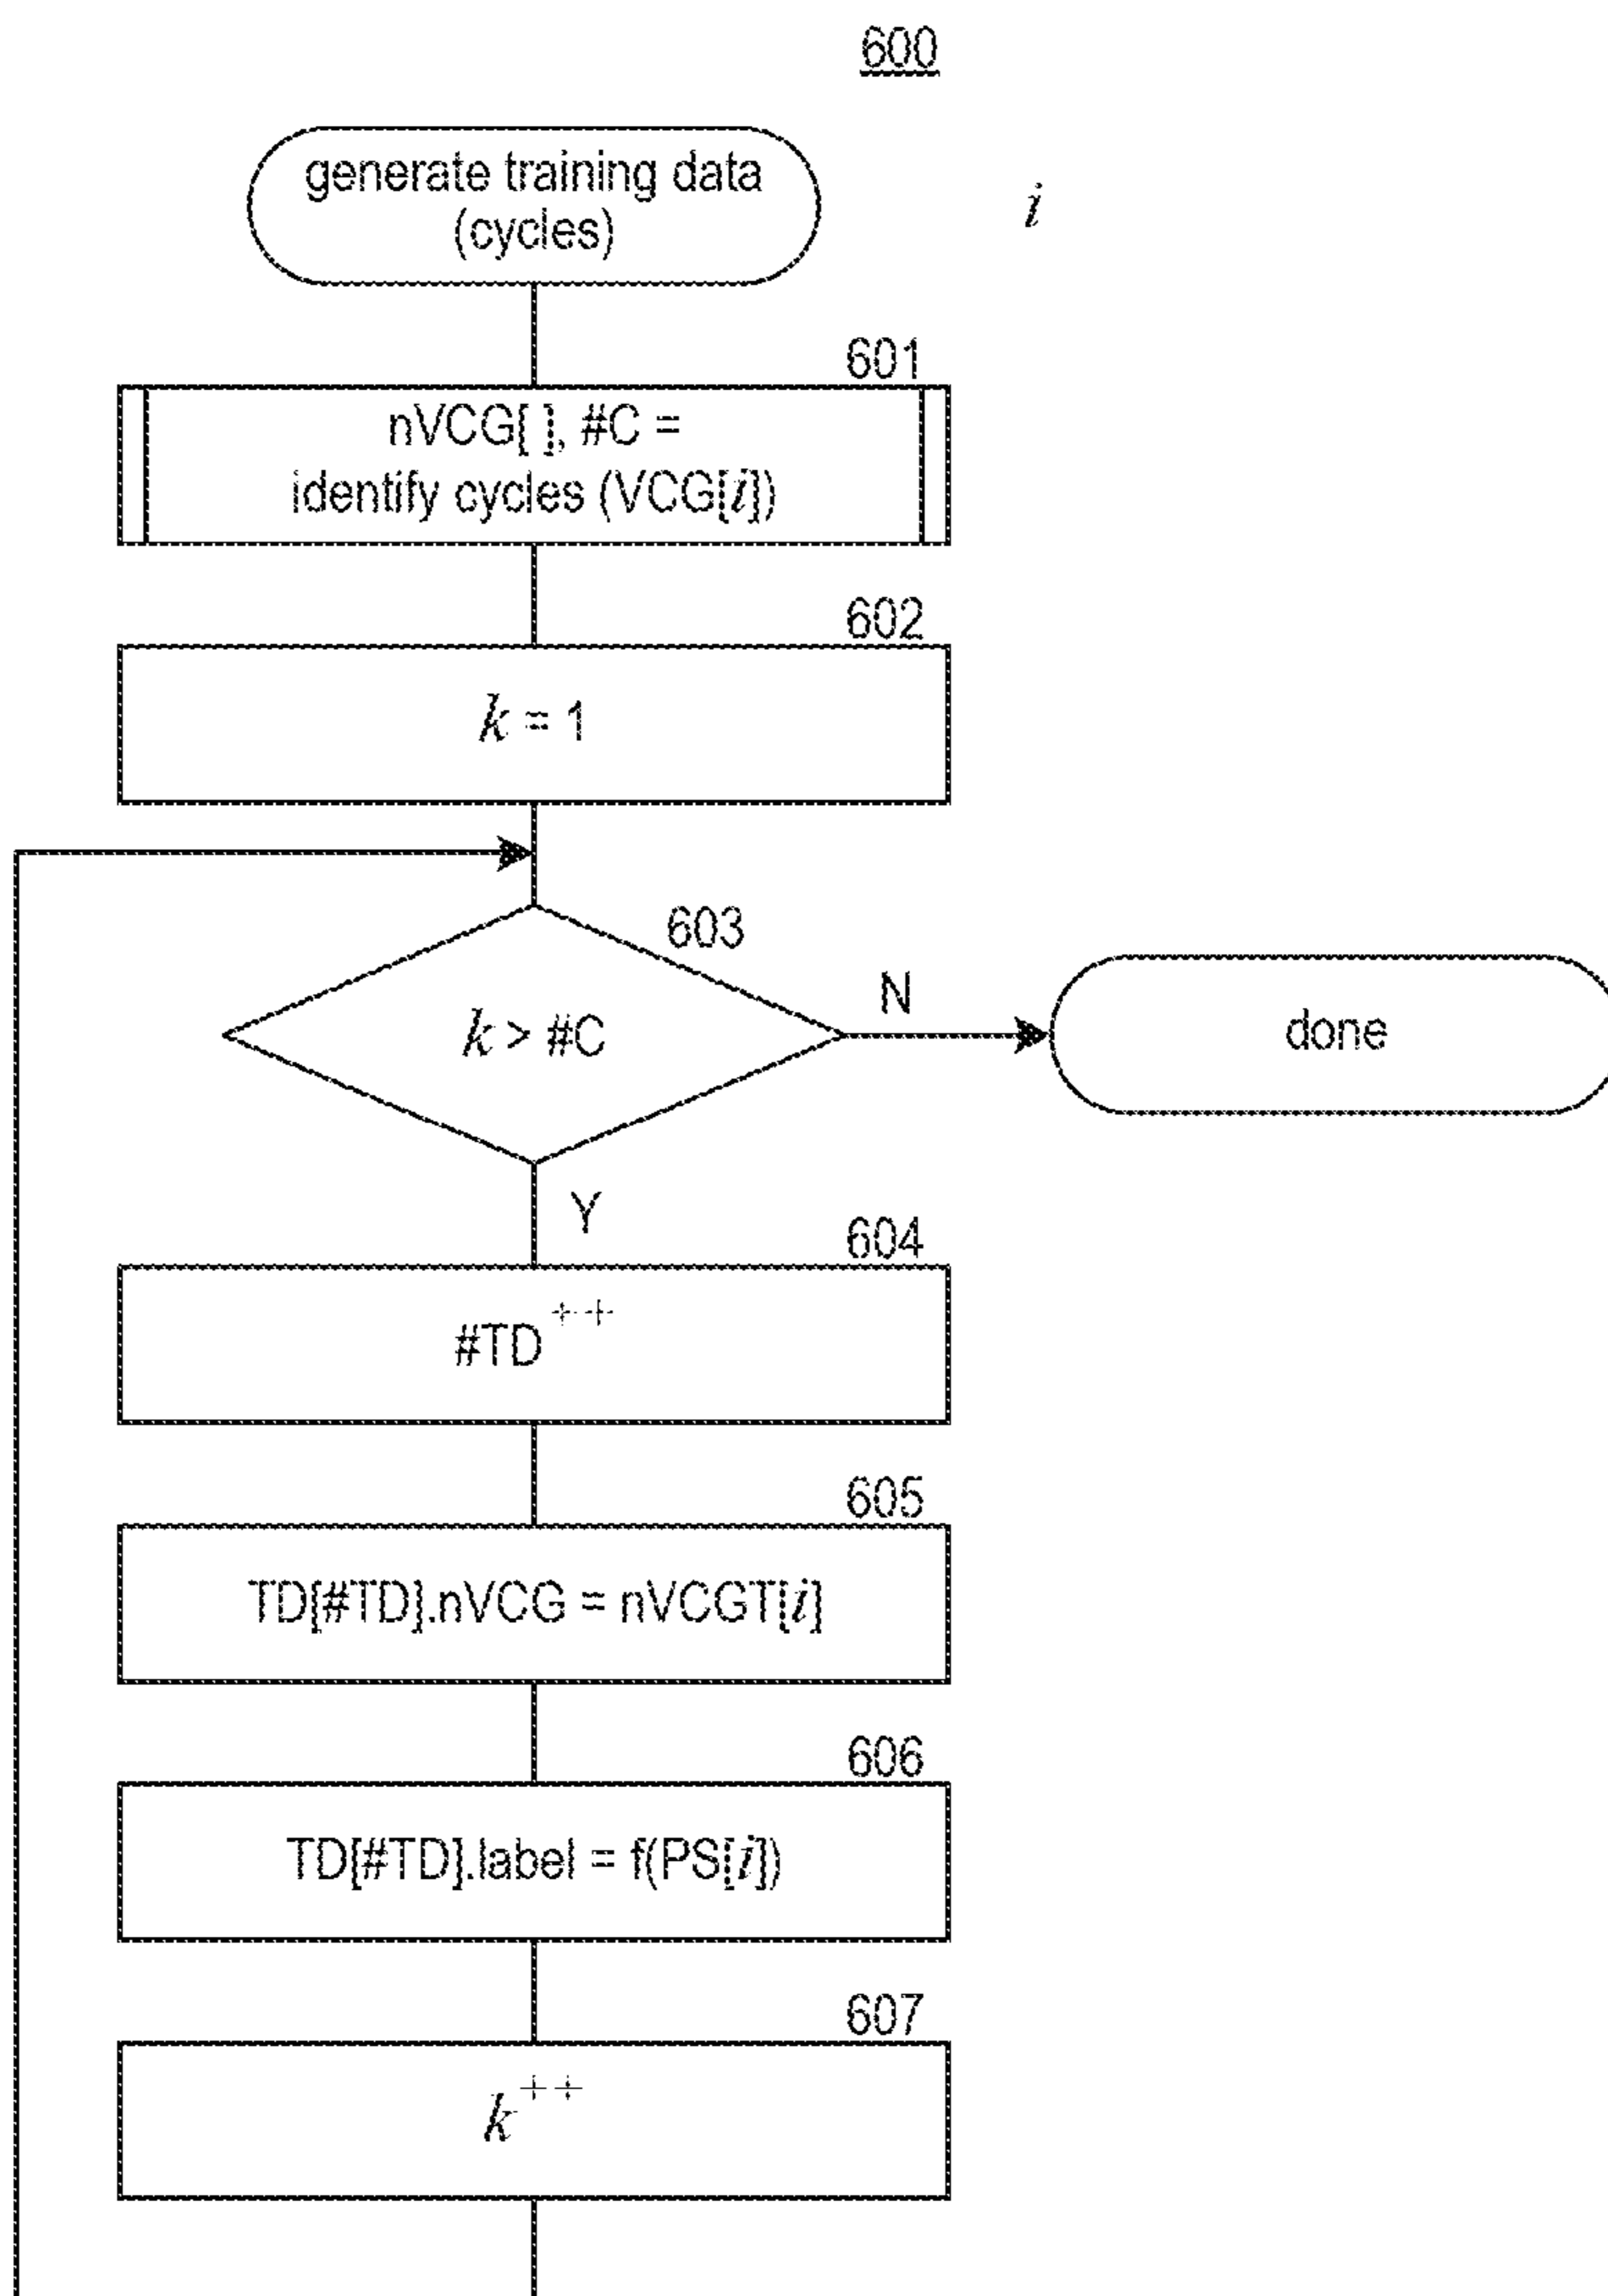 600
generate training data
(cycles)
i
601
nVCG[ ], #C =
identify cycles (VCG[i])
602
k = 1
603
k > #C
N
done
Y
604
#TD++
605
TD[#TD].nVCG = nVCGT[i]
606
TD[#TD].label = f(PS[i])
607
k++